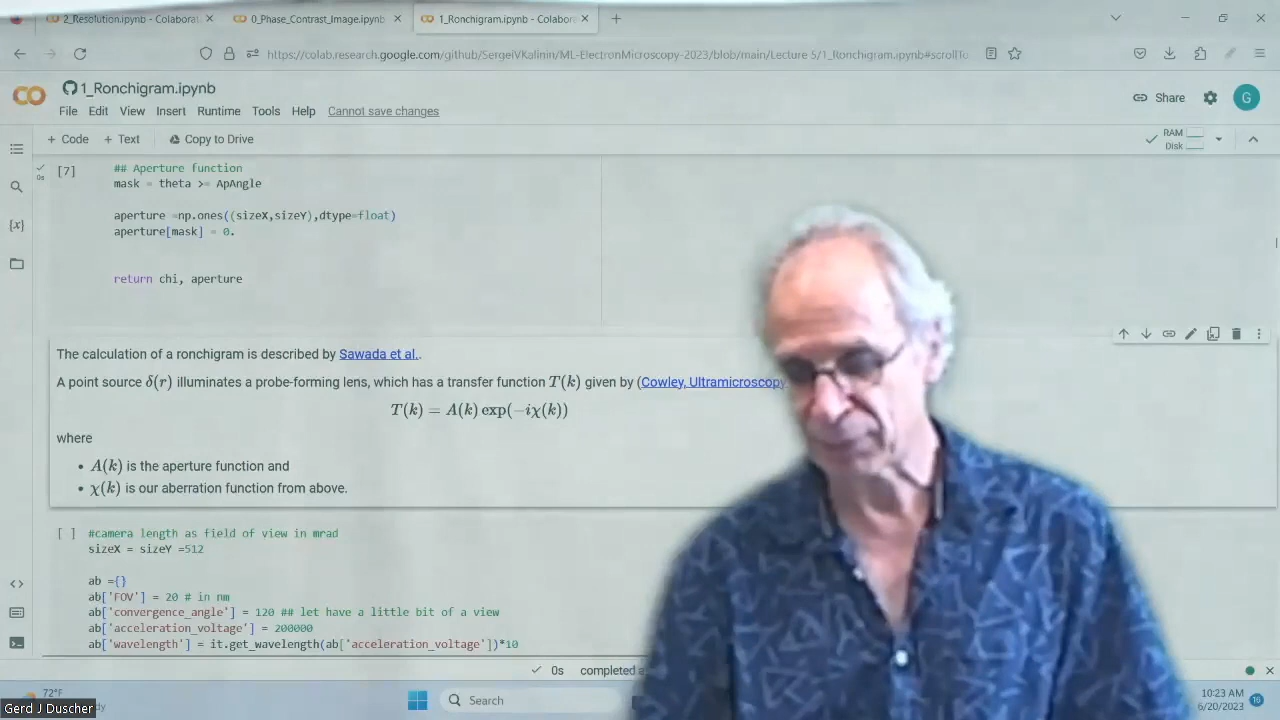 2_Resolution.ipynb - Colaborat
0_Phase_Contrast_Image.ipynb
1_Ronchigram.ipynb - Colabora
https://colab.research.google.com/github/SergeiVKalinin/ML-ElectronMicroscopy-2023/blob/main/Lecture 5/1_Ronchigram.ipynb#scrollTo
1_Ronchigram.ipynb
Share
G
File Edit View Insert Runtime Tools Help Cannot save changes
+ Code + Text Copy to Drive
RAM
Disk
[7]
0s
## Aperture function
mask = theta >= ApAngle
aperture =np.ones((sizeX,sizeY),dtype=float)
aperture[mask] = 0.
return chi, aperture
The calculation of a ronchigram is described by Sawada et al..
A point source δ(r) illuminates a probe-forming lens, which has a transfer function T(k) given by (Cowley, Ultramicroscopy
T(k) = A(k) exp(−iχ(k))
where
• A(k) is the aperture function and
• χ(k) is our aberration function from above.
[ ] #camera length as field of view in mrad
sizeX = sizeY =512
ab ={}
ab['FOV'] = 20 # in nm
ab['convergence_angle'] = 120 ## let have a little bit of a view
ab['acceleration_voltage'] = 200000
ab['wavelength'] = it.get_wavelength(ab['acceleration_voltage'])*10
0s completed
72°F
Search
10:23 AM
6/20/2023
Gerd J Duscher